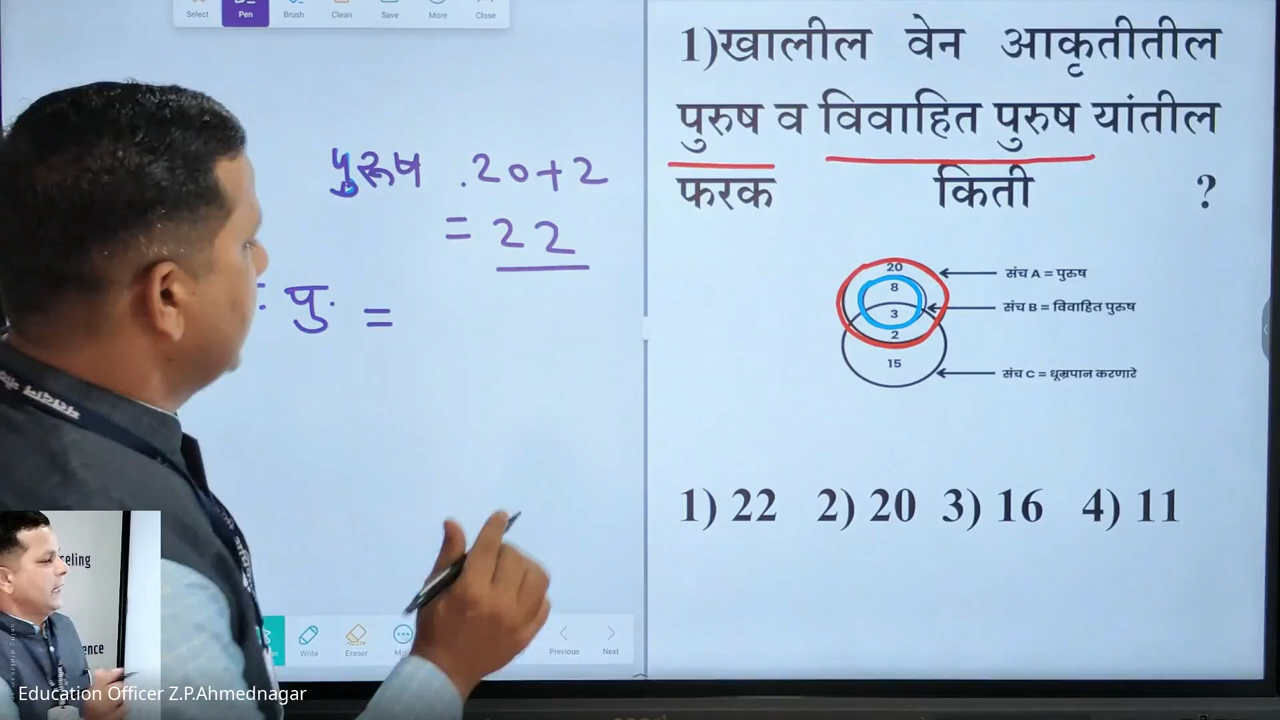 Select Pen Brush Clean Save More Close
पुरूष .20+2
= 22
पु. =
1)खालील वेन आकृतीतील
पुरुष व विवाहित पुरुष यांतील
फरक किती ?
20
8
3
2
15
संच A = पुरुष
संच B = विवाहित पुरुष
संच C = धूम्रपान करणारे
1) 22 2) 20 3) 16 4) 11
Write Eraser Previous Next
Education Officer Z.P.Ahmednagar